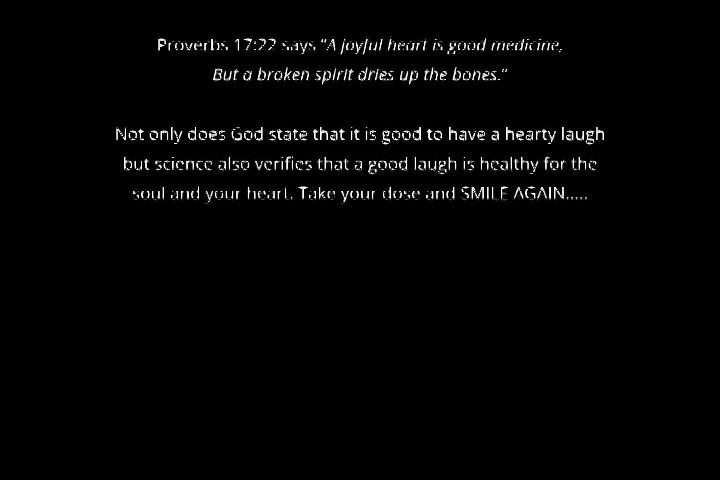 Proverbs 17:22 says "A joyful heart is good medicine,
But a broken spirit dries up the bones."
Not only does God state that it is good to have a hearty laugh
but science also verifies that a good laugh is healthy for the
soul and your heart. Take your dose and SMILE AGAIN.....